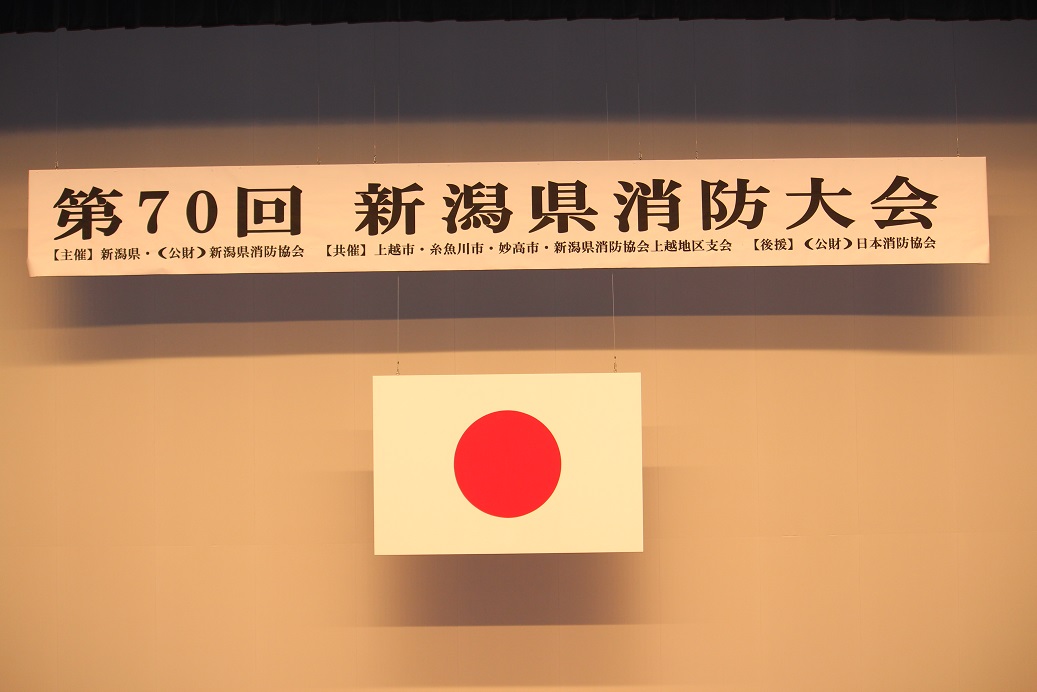 第70回 新潟県消防大会
【主催】新潟県・（公財）新潟県消防協会 【共催】上越市・糸魚川市・妙高市・新潟県消防協会上越地区支会 【後援】（公財）日本消防協会